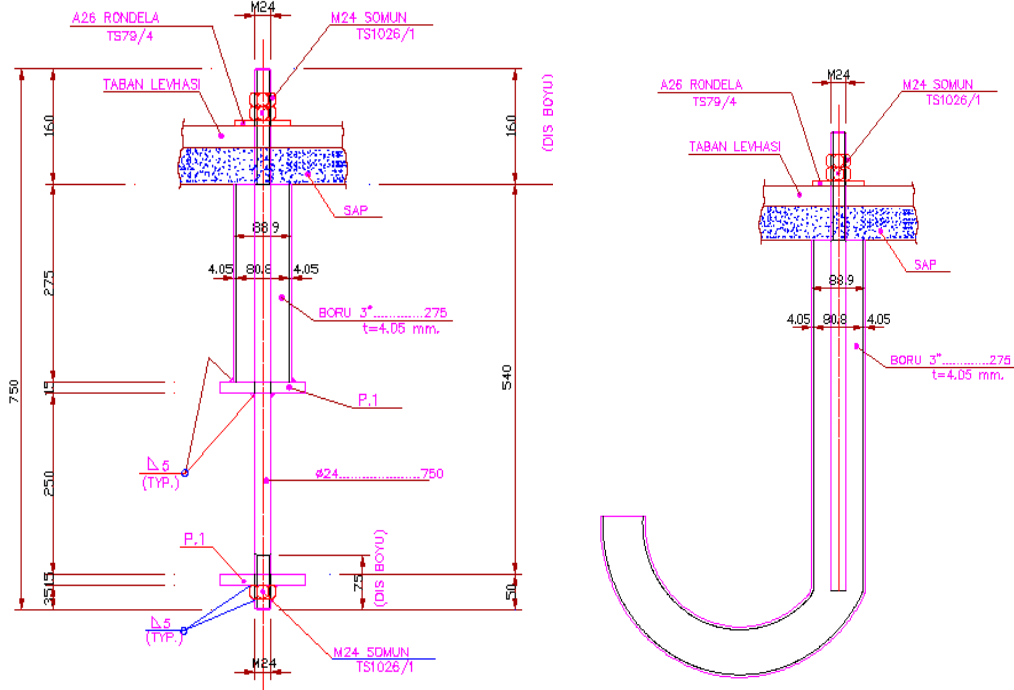 M24
A26 RONDELA
TS79/4
M24 SOMUN
TS1026/1
TABAN LEVHASI
160
160
(DIS BOYU)
SAP
88.9
4.05 80.8 4.05
275
BORU 3"............275
t=4.05 mm.
750
15
540
P.1
5
(TYP.)
ø24....................750
250
P.1
75
(DIS BOYU)
15
35
50
5
(TYP.)
M24 SOMUN
TS1026/1
M24
M24
A26 RONDELA
TS79/4
M24 SOMUN
TS1026/1
TABAN LEVHASI
SAP
88.9
4.05 80.8 4.05
BORU 3"............275
t=4.05 mm.